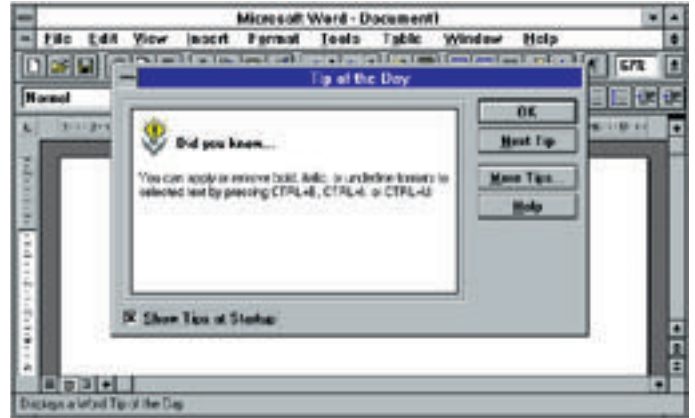 Microsoft Word - Document1
File Edit View Insert Format Tools Table Window Help
67%
Normal
Tip of the Day
Did you know...
You can apply or remove bold, italic, or underline formats to
selected text by pressing CTRL+B, CTRL+I, or CTRL+U.
OK
Next Tip
More Tips...
Help
Show Tips at Startup
Displays a Word Tip of the Day